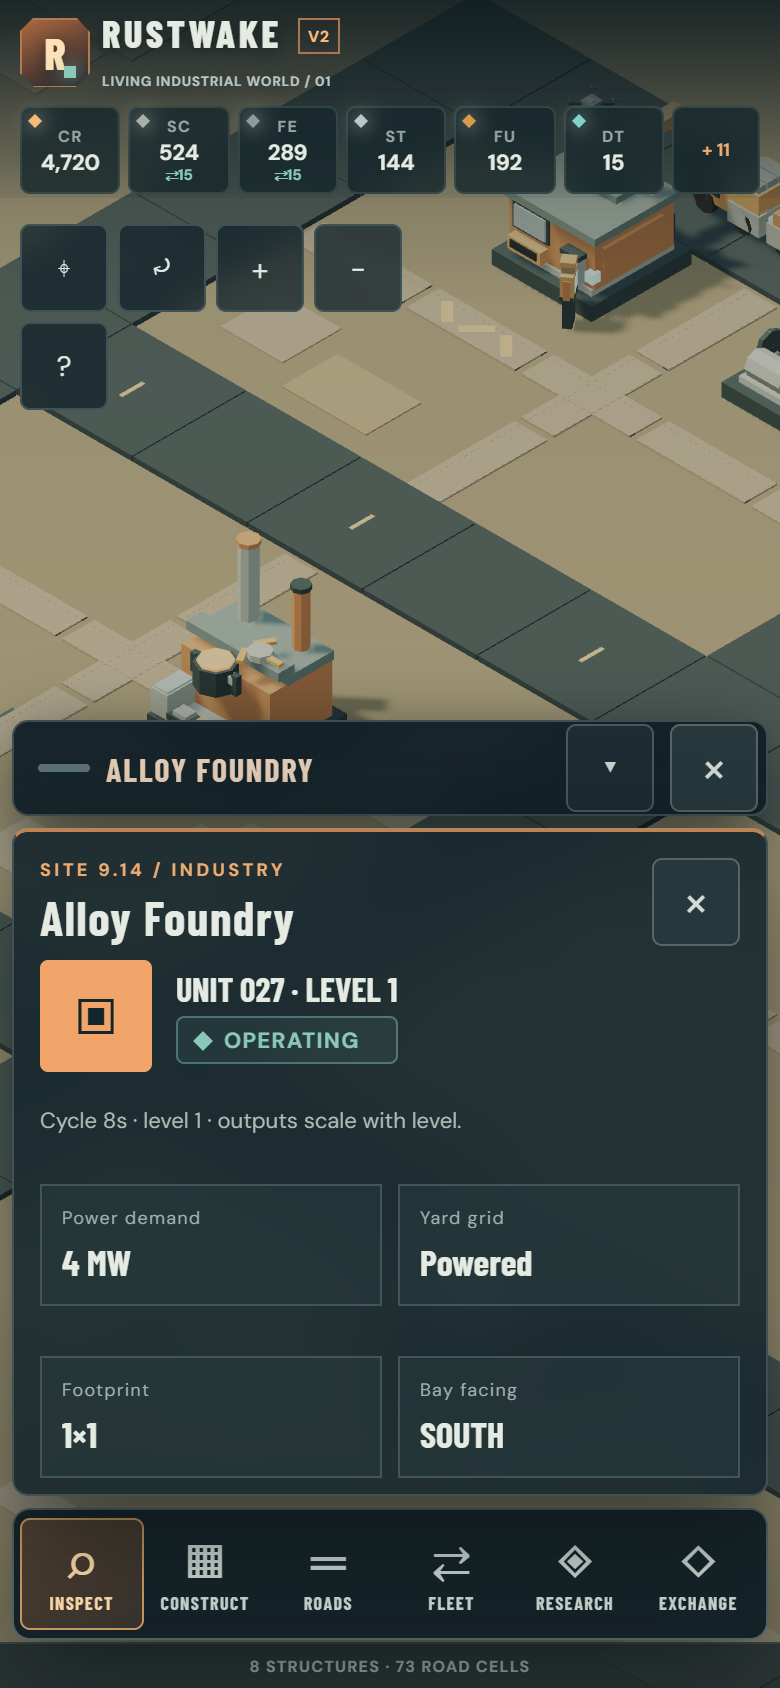 R
RUSTWAKE V2
LIVING INDUSTRIAL WORLD / 01
CR SC FE ST FU DT
4,720 524 289 144 192 15 + 11
⇄15 ⇄15
+ −
?
ALLOY FOUNDRY ▼ ×
SITE 9.14 / INDUSTRY ×
Alloy Foundry
UNIT 027 · LEVEL 1
◆ OPERATING
Cycle 8s · level 1 · outputs scale with level.
Power demand Yard grid
4 MW Powered
Footprint Bay facing
1×1 SOUTH
INSPECT CONSTRUCT ROADS FLEET RESEARCH EXCHANGE
8 STRUCTURES · 73 ROAD CELLS